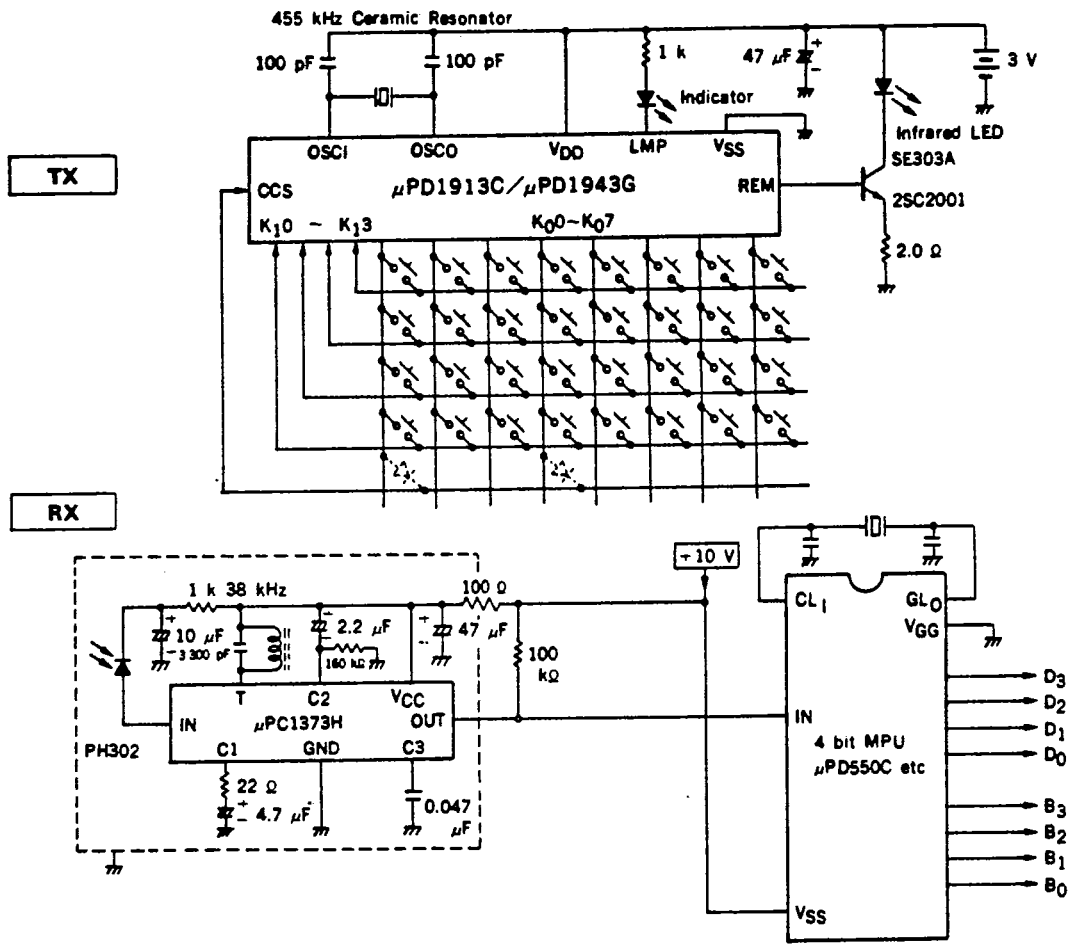 455 kHz Ceramic Resonator
100 pF
100 pF
1 k
47 μF
+
-
3 V
Indicator
Infrared LED
SE303A
2SC2001
2.0 Ω
TX
OSCI
OSCO
VDD
LMP
VSS
CCS
μPD1913C/μPD1943G
REM
K10 ~ K13
K00~K07
RX
+10 V
1 k
38 kHz
100 Ω
+
10 μF
-
3300 pF
+
2.2 μF
-
160 kΩ
+
47 μF
-
100 kΩ
T
C2
VCC
IN
μPC1373H
OUT
PH302
C1
GND
C3
22 Ω
+
4.7 μF
-
0.047 μF
CL1
GLO
VGG
IN
4 bit MPU
μPD550C etc
VSS
D3
D2
D1
D0
B3
B2
B1
B0